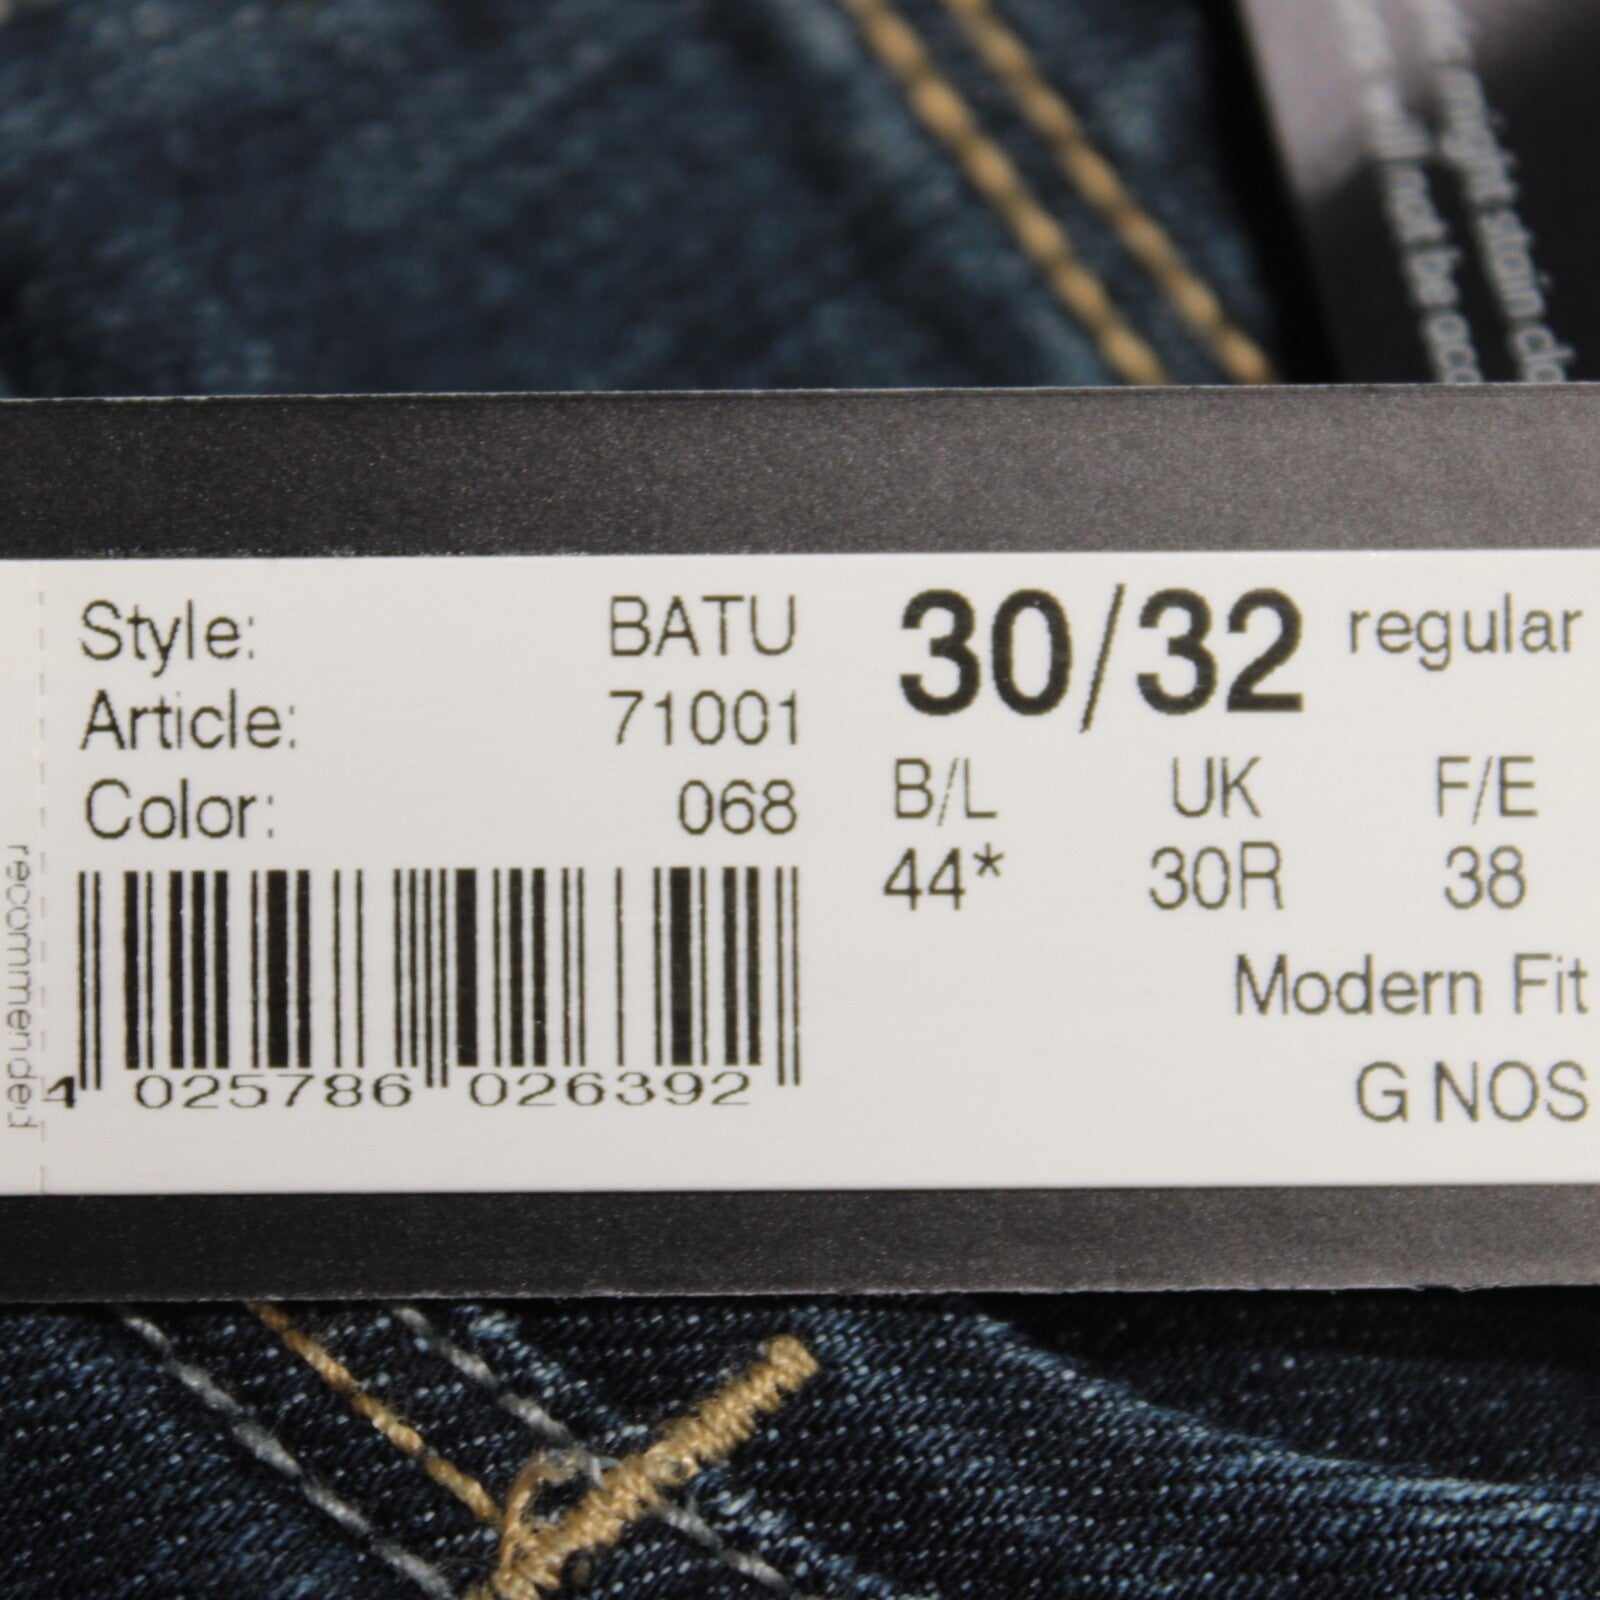 might stain clo
will not be acc
Style: BATU
Article: 71001
Color: 068
30/32 regular
B/L UK F/E
44* 30R 38
Modern Fit
G NOS
4 025786 026392
recommended